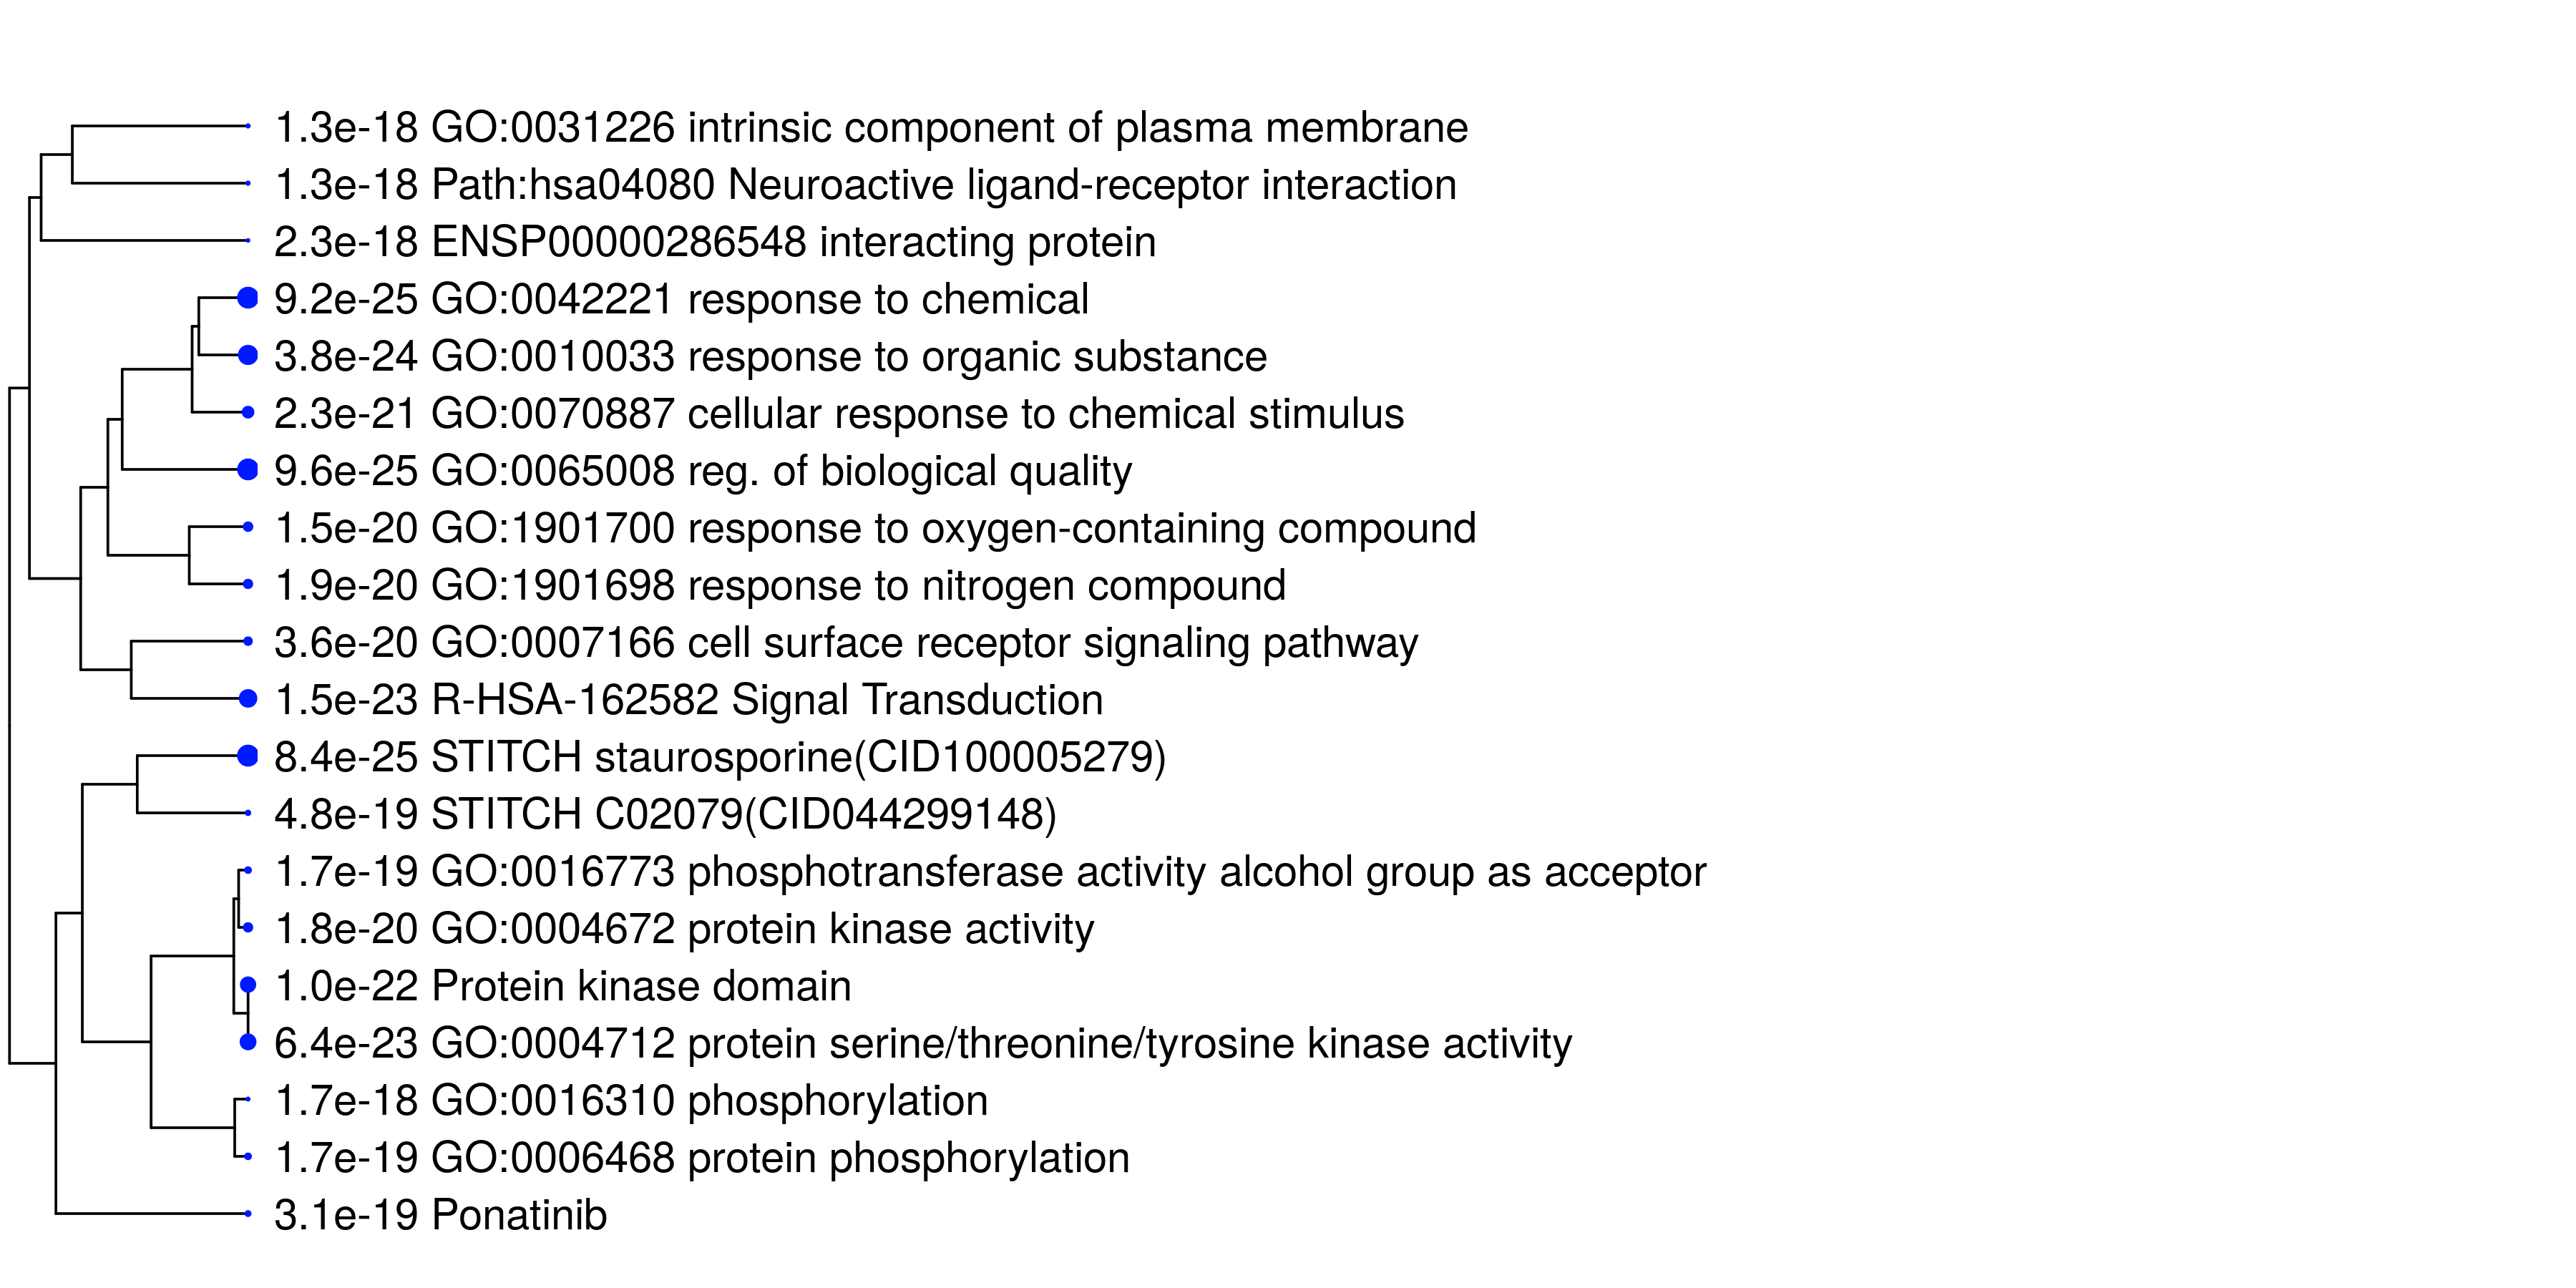 1.3e-18 GO:0031226 intrinsic component of plasma membrane
1.3e-18 Path:hsa04080 Neuroactive ligand-receptor interaction
2.3e-18 ENSP00000286548 interacting protein
9.2e-25 GO:0042221 response to chemical
3.8e-24 GO:0010033 response to organic substance
2.3e-21 GO:0070887 cellular response to chemical stimulus
9.6e-25 GO:0065008 reg. of biological quality
1.5e-20 GO:1901700 response to oxygen-containing compound
1.9e-20 GO:1901698 response to nitrogen compound
3.6e-20 GO:0007166 cell surface receptor signaling pathway
1.5e-23 R-HSA-162582 Signal Transduction
8.4e-25 STITCH staurosporine(CID100005279)
4.8e-19 STITCH C02079(CID044299148)
1.7e-19 GO:0016773 phosphotransferase activity alcohol group as acceptor
1.8e-20 GO:0004672 protein kinase activity
1.0e-22 Protein kinase domain
6.4e-23 GO:0004712 protein serine/threonine/tyrosine kinase activity
1.7e-18 GO:0016310 phosphorylation
1.7e-19 GO:0006468 protein phosphorylation
3.1e-19 Ponatinib